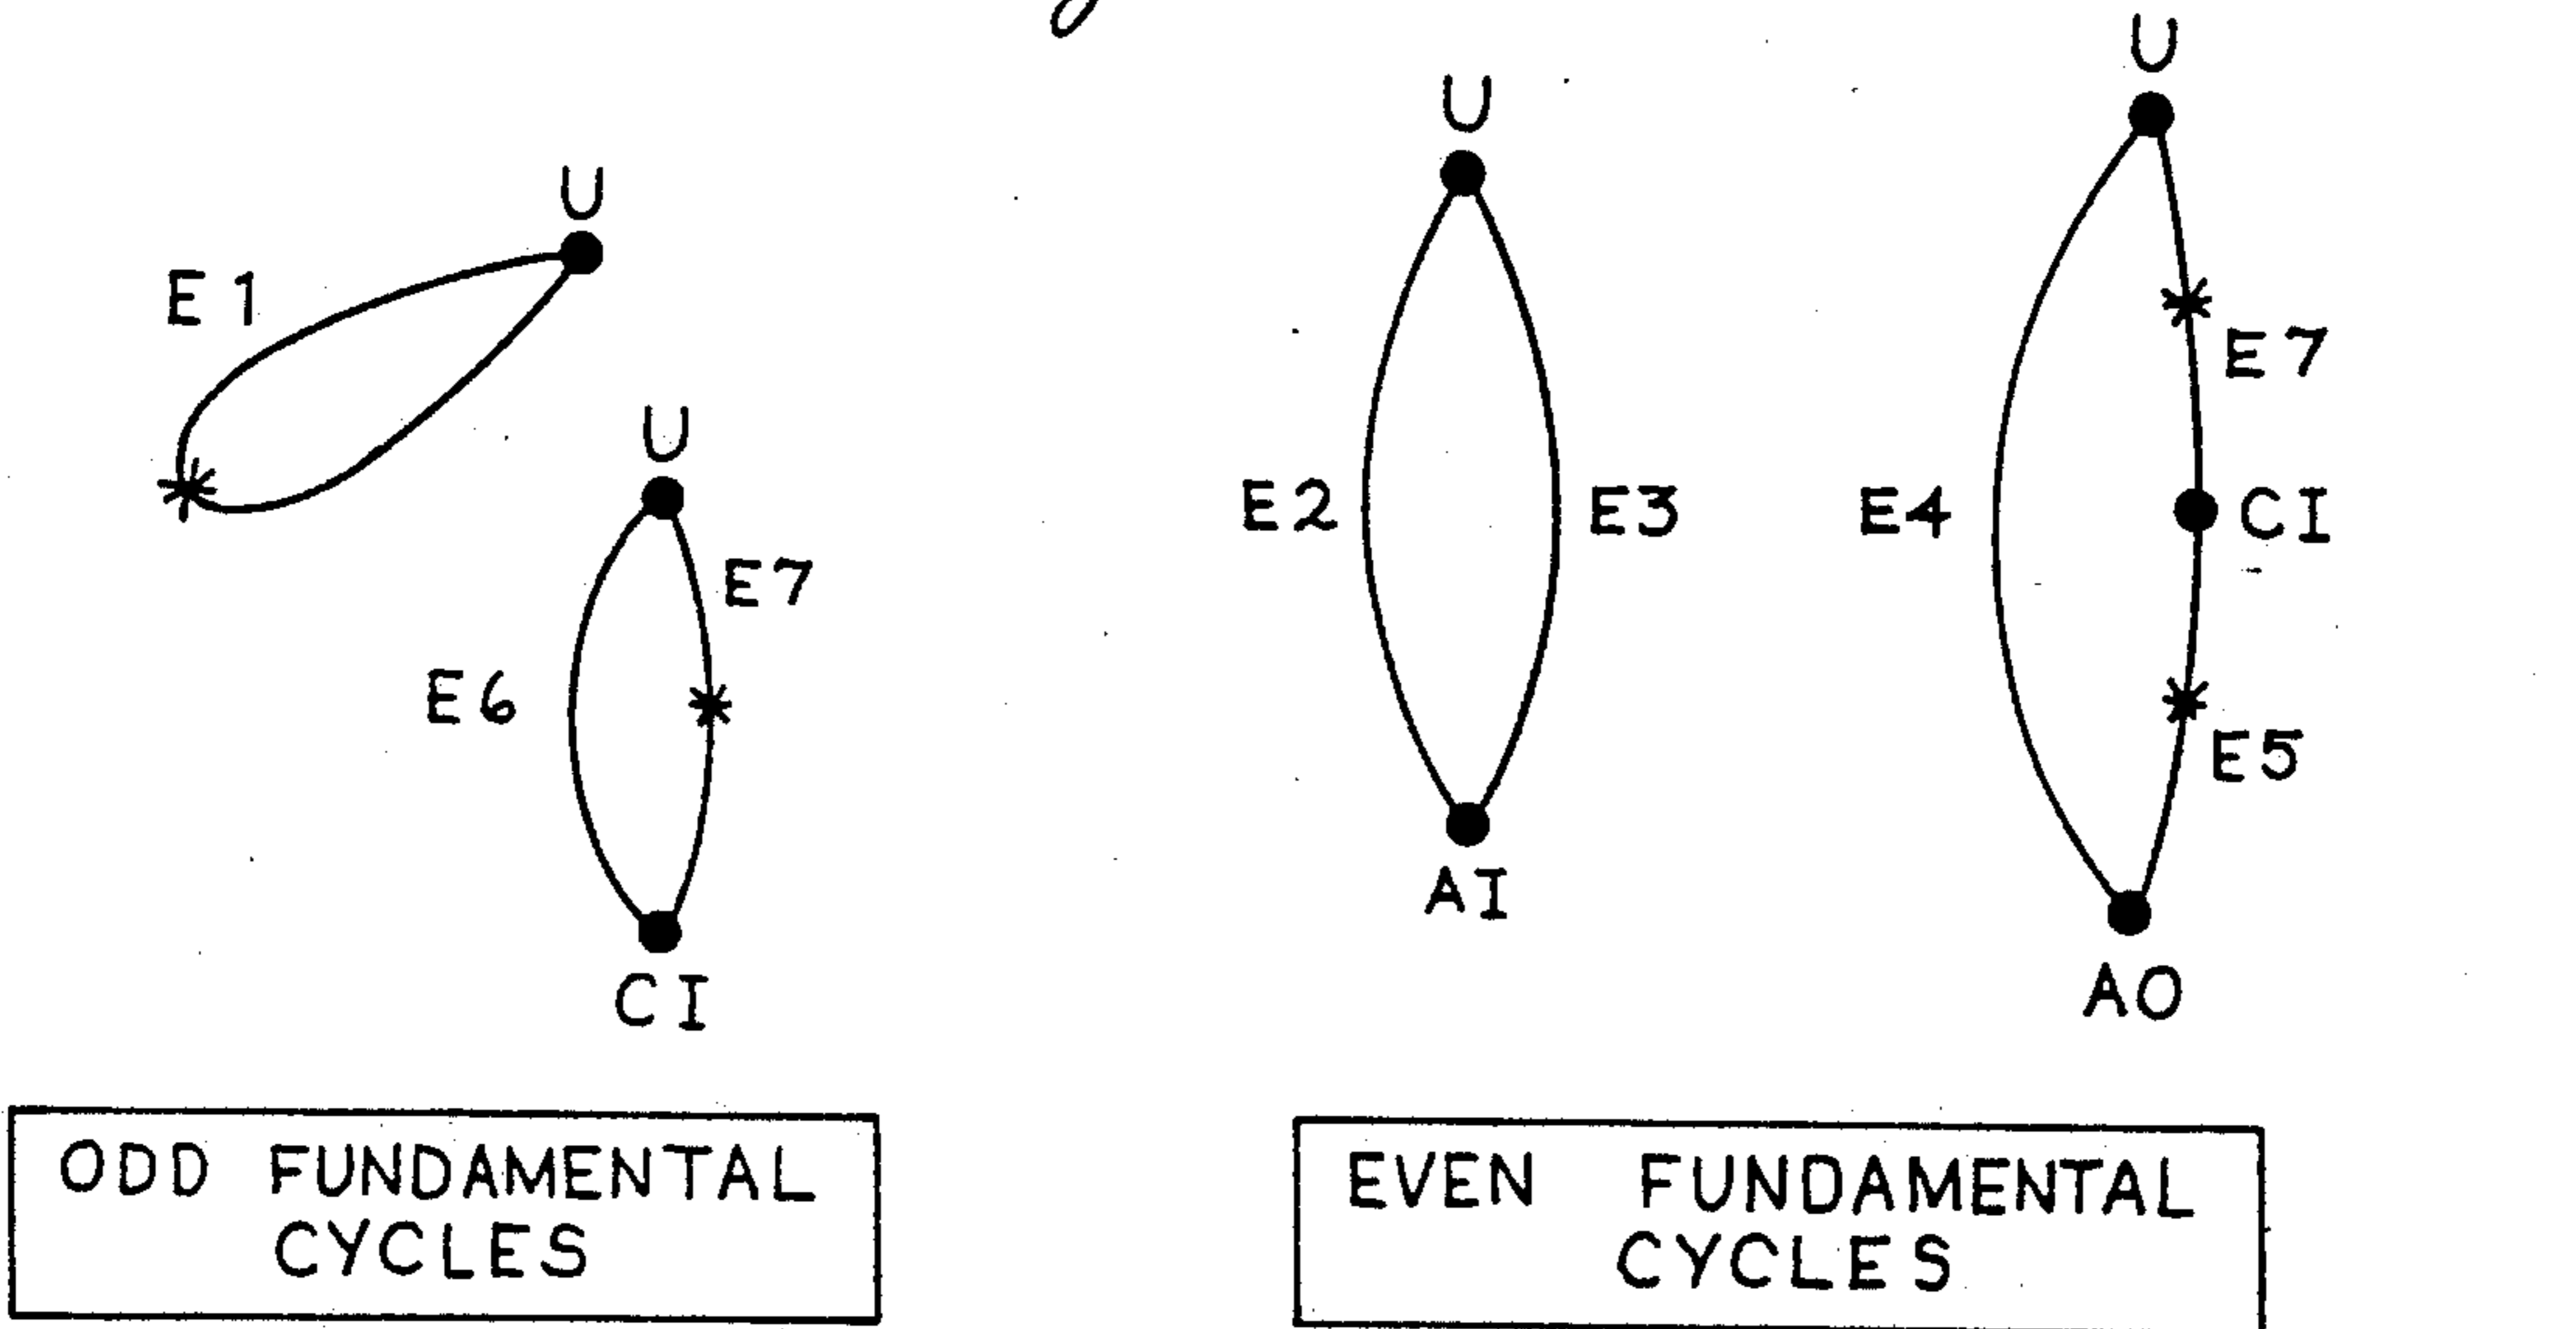 U
E1
U
E7
E6
CI
ODD FUNDAMENTAL
CYCLES
U
E2
E3
AI
U
E7
E4
CI
E5
AO
EVEN FUNDAMENTAL
CYCLES